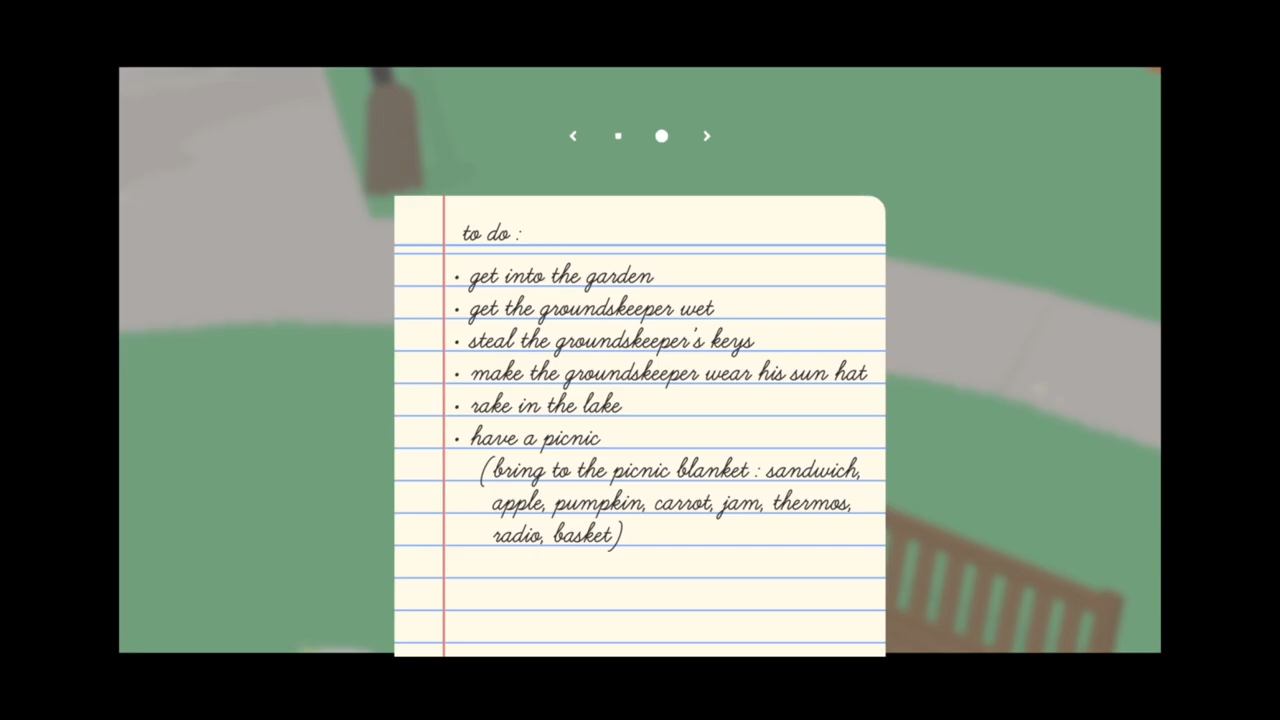 to do :
• get into the garden
• get the groundskeeper wet
• steal the groundskeeper's keys
• make the groundskeeper wear his sun hat
• rake in the lake
• have a picnic
(bring to the picnic blanket : sandwich,
apple, pumpkin, carrot, jam, thermos,
radio, basket)